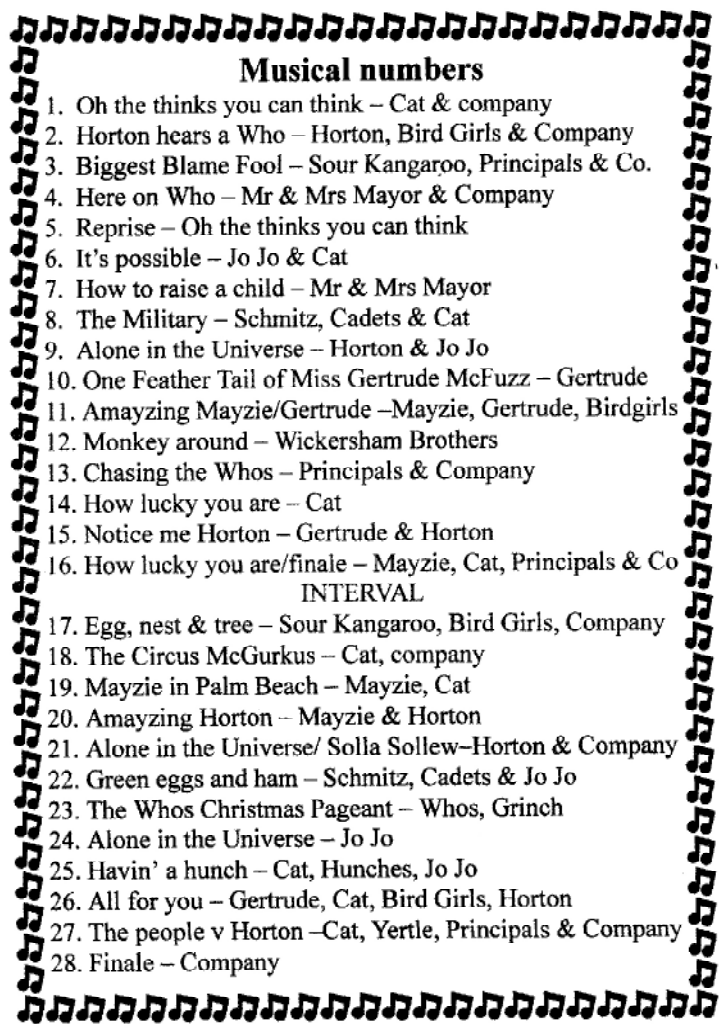 Musical numbers
1. Oh the thinks you can think – Cat & company
2. Horton hears a Who – Horton, Bird Girls & Company
3. Biggest Blame Fool – Sour Kangaroo, Principals & Co.
4. Here on Who – Mr & Mrs Mayor & Company
5. Reprise – Oh the thinks you can think
6. It's possible – Jo Jo & Cat
7. How to raise a child – Mr & Mrs Mayor
8. The Military – Schmitz, Cadets & Cat
9. Alone in the Universe – Horton & Jo Jo
10. One Feather Tail of Miss Gertrude McFuzz – Gertrude
11. Amayzing Mayzie/Gertrude –Mayzie, Gertrude, Birdgirls
12. Monkey around – Wickersham Brothers
13. Chasing the Whos – Principals & Company
14. How lucky you are – Cat
15. Notice me Horton – Gertrude & Horton
16. How lucky you are/finale – Mayzie, Cat, Principals & Co
INTERVAL
17. Egg, nest & tree – Sour Kangaroo, Bird Girls, Company
18. The Circus McGurkus – Cat, company
19. Mayzie in Palm Beach – Mayzie, Cat
20. Amayzing Horton – Mayzie & Horton
21. Alone in the Universe/ Solla Sollew–Horton & Company
22. Green eggs and ham – Schmitz, Cadets & Jo Jo
23. The Whos Christmas Pageant – Whos, Grinch
24. Alone in the Universe – Jo Jo
25. Havin' a hunch – Cat, Hunches, Jo Jo
26. All for you – Gertrude, Cat, Bird Girls, Horton
27. The people v Horton –Cat, Yertle, Principals & Company
28. Finale – Company